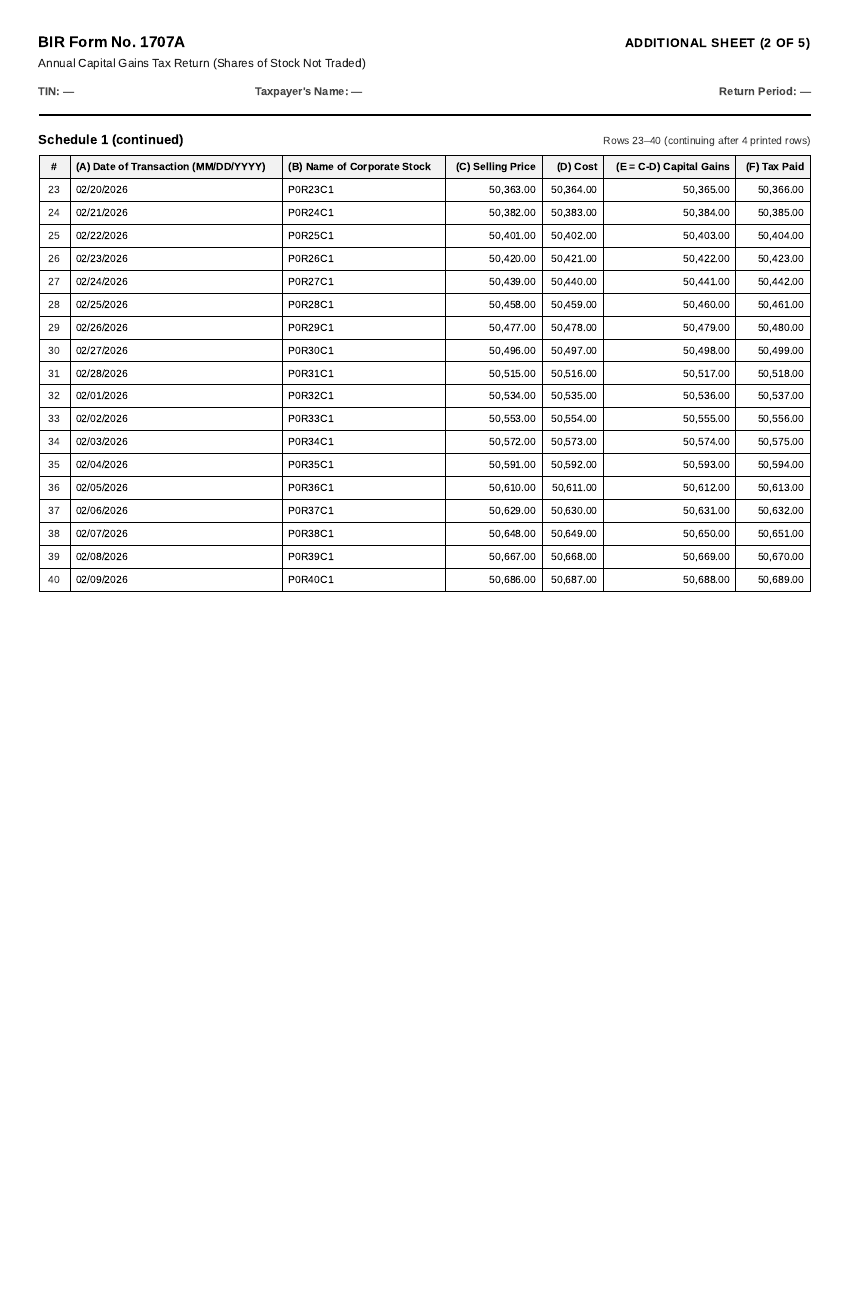 BIR Form No. 1707A
ADDITIONAL SHEET (2 OF 5)
Annual Capital Gains Tax Return (Shares of Stock Not Traded)
TIN: — Taxpayer's Name: — Return Period: —
Schedule 1 (continued)
Rows 23–40 (continuing after 4 printed rows)
# (A) Date of Transaction (MM/DD/YYYY) (B) Name of Corporate Stock (C) Selling Price (D) Cost (E = C-D) Capital Gains (F) Tax Paid
23 02/20/2026 P0R23C1 50,363.00 50,364.00 50,365.00 50,366.00
24 02/21/2026 P0R24C1 50,382.00 50,383.00 50,384.00 50,385.00
25 02/22/2026 P0R25C1 50,401.00 50,402.00 50,403.00 50,404.00
26 02/23/2026 P0R26C1 50,420.00 50,421.00 50,422.00 50,423.00
27 02/24/2026 P0R27C1 50,439.00 50,440.00 50,441.00 50,442.00
28 02/25/2026 P0R28C1 50,458.00 50,459.00 50,460.00 50,461.00
29 02/26/2026 P0R29C1 50,477.00 50,478.00 50,479.00 50,480.00
30 02/27/2026 P0R30C1 50,496.00 50,497.00 50,498.00 50,499.00
31 02/28/2026 P0R31C1 50,515.00 50,516.00 50,517.00 50,518.00
32 02/01/2026 P0R32C1 50,534.00 50,535.00 50,536.00 50,537.00
33 02/02/2026 P0R33C1 50,553.00 50,554.00 50,555.00 50,556.00
34 02/03/2026 P0R34C1 50,572.00 50,573.00 50,574.00 50,575.00
35 02/04/2026 P0R35C1 50,591.00 50,592.00 50,593.00 50,594.00
36 02/05/2026 P0R36C1 50,610.00 50,611.00 50,612.00 50,613.00
37 02/06/2026 P0R37C1 50,629.00 50,630.00 50,631.00 50,632.00
38 02/07/2026 P0R38C1 50,648.00 50,649.00 50,650.00 50,651.00
39 02/08/2026 P0R39C1 50,667.00 50,668.00 50,669.00 50,670.00
40 02/09/2026 P0R40C1 50,686.00 50,687.00 50,688.00 50,689.00